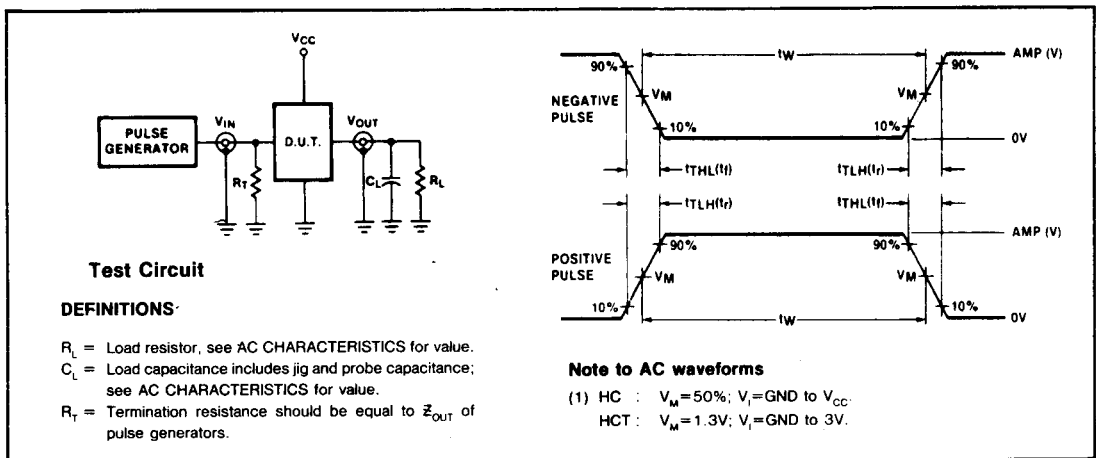 VCC
VIN
VOUT
PULSE
GENERATOR
D.U.T.
RT
CL
RL
Test Circuit
DEFINITIONS
RL = Load resistor, see AC CHARACTERISTICS for value.
CL = Load capacitance includes jig and probe capacitance;
see AC CHARACTERISTICS for value.
RT = Termination resistance should be equal to ZOUT of
pulse generators.
tW
AMP (V)
90%
90%
VM
VM
NEGATIVE
PULSE
10%
10%
0V
tTHL(tf)
tTLH(tr)
tTLH(tr)
tTHL(tf)
AMP (V)
90%
90%
POSITIVE
PULSE
VM
VM
10%
10%
tW
0V
Note to AC waveforms
(1) HC : VM=50%; VI=GND to VCC.
HCT : VM=1.3V; VI=GND to 3V.